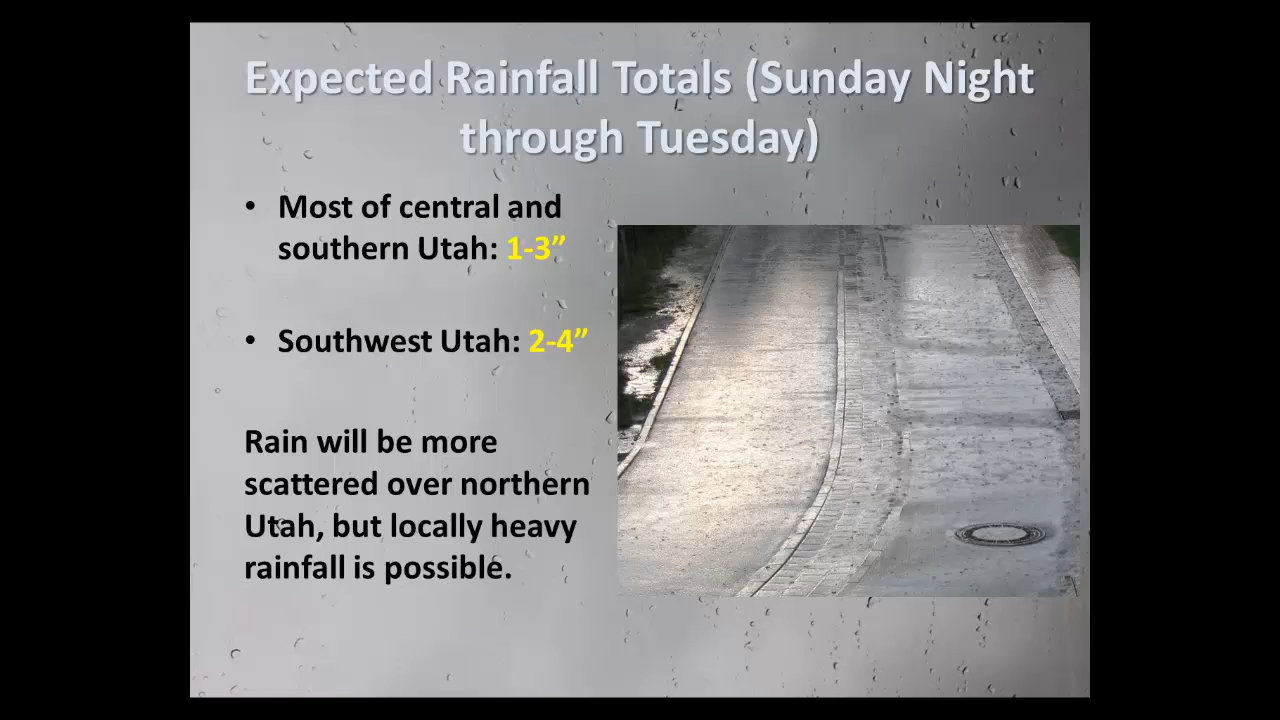 Expected Rainfall Totals (Sunday Night
through Tuesday)
• Most of central and
southern Utah: 1-3”
• Southwest Utah: 2-4”
Rain will be more
scattered over northern
Utah, but locally heavy
rainfall is possible.